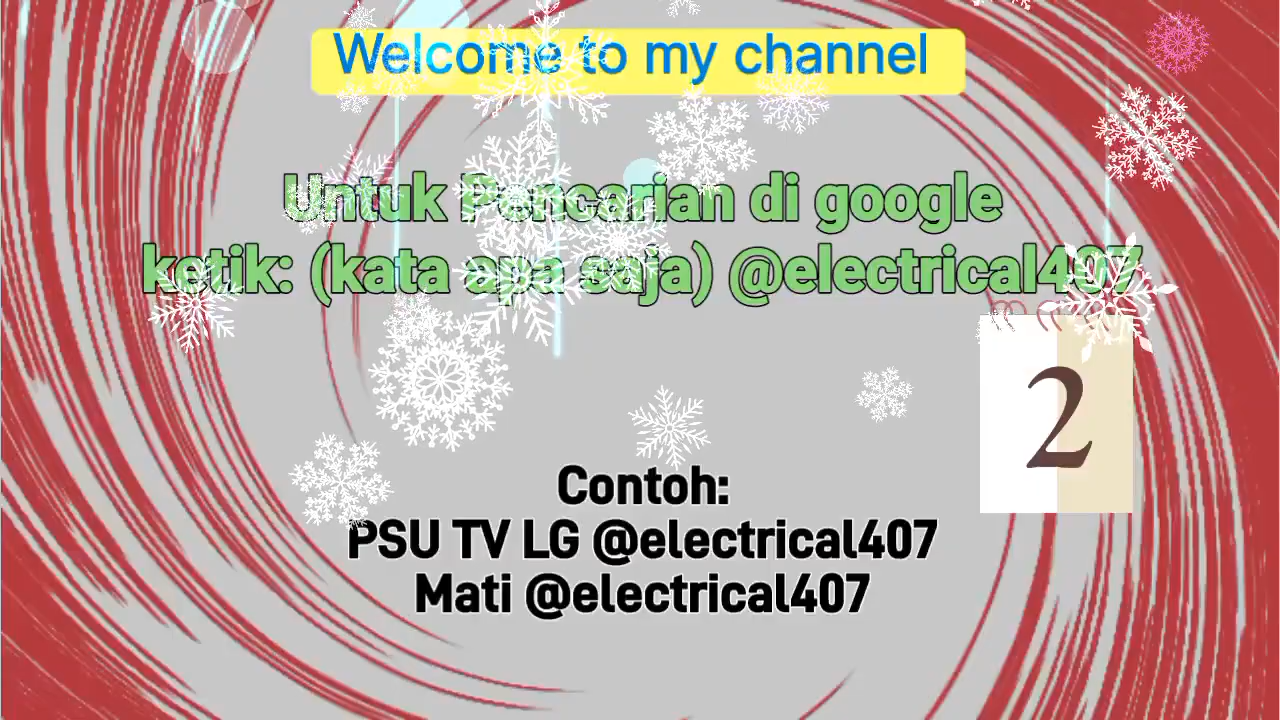 Welcome to my channel
Untuk Pencarian di google
ketik: (kata apa saja) @electrical407
2
Contoh:
PSU TV LG @electrical407
Mati @electrical407